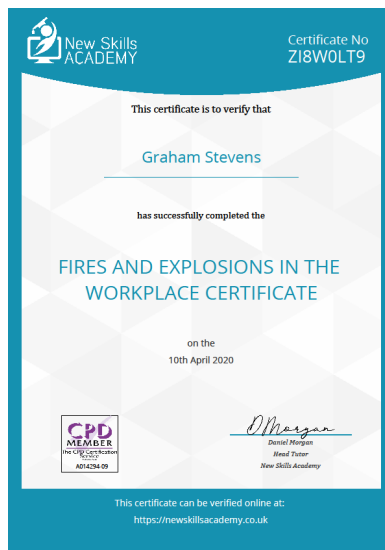 New Skills
ACADEMY
Certificate No
ZI8W0LT9
This certificate is to verify that
Graham Stevens
has successfully completed the
FIRES AND EXPLOSIONS IN THE
WORKPLACE CERTIFICATE
on the
10th April 2020
CPD
MEMBER
The CPD Certification
Service
A014294-09
DMorgan
Daniel Morgan
Head Tutor
New Skills Academy
This certificate can be verified online at:
https://newskillsacademy.co.uk